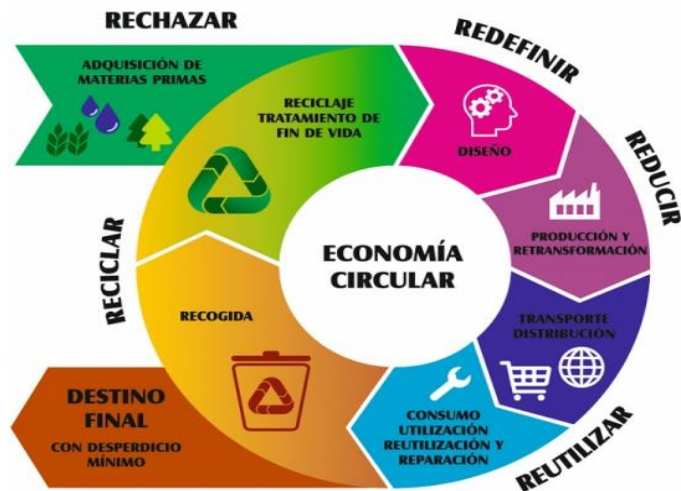 RECHAZAR
ADQUISICIÓN DE
MATERIAS PRIMAS
RECICLAJE
TRATAMIENTO DE
FIN DE VIDA
REDEFINIR
DISEÑO
REDUCIR
PRODUCCIÓN Y
RETRANSFORMACIÓN
ECONOMÍA
CIRCULAR
TRANSPORTE
DISTRIBUCIÓN
REUTILIZAR
CONSUMO
UTILIZACIÓN
REUTILIZACIÓN Y
REPARACIÓN
RECICLAR
RECOGIDA
DESTINO
FINAL
CON DESPERDICIO
MÍNIMO